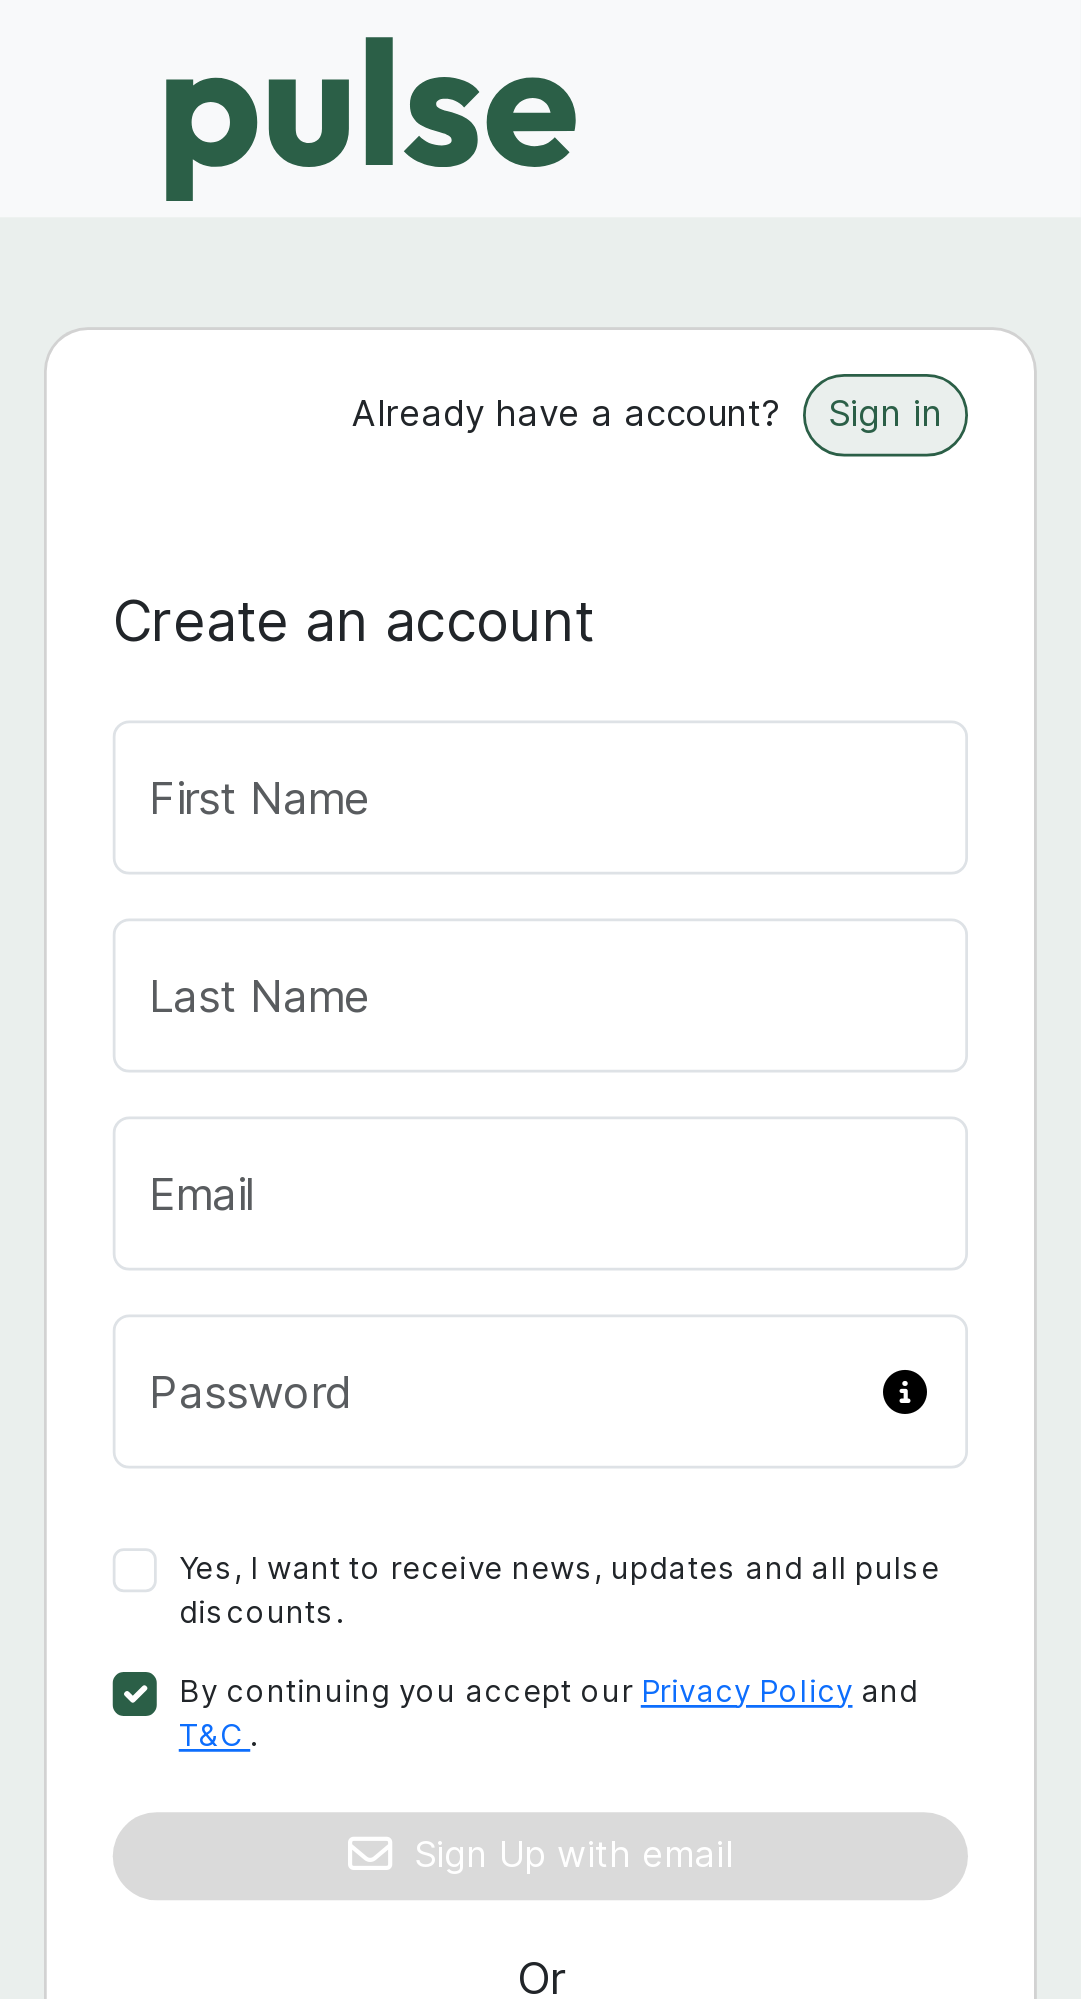 pulse
Already have a account? Sign in
Create an account
First Name
Last Name
Email
Password
Yes, I want to receive news, updates and all pulse
discounts.
By continuing you accept our Privacy Policy and
T&C .
Sign Up with email
Or